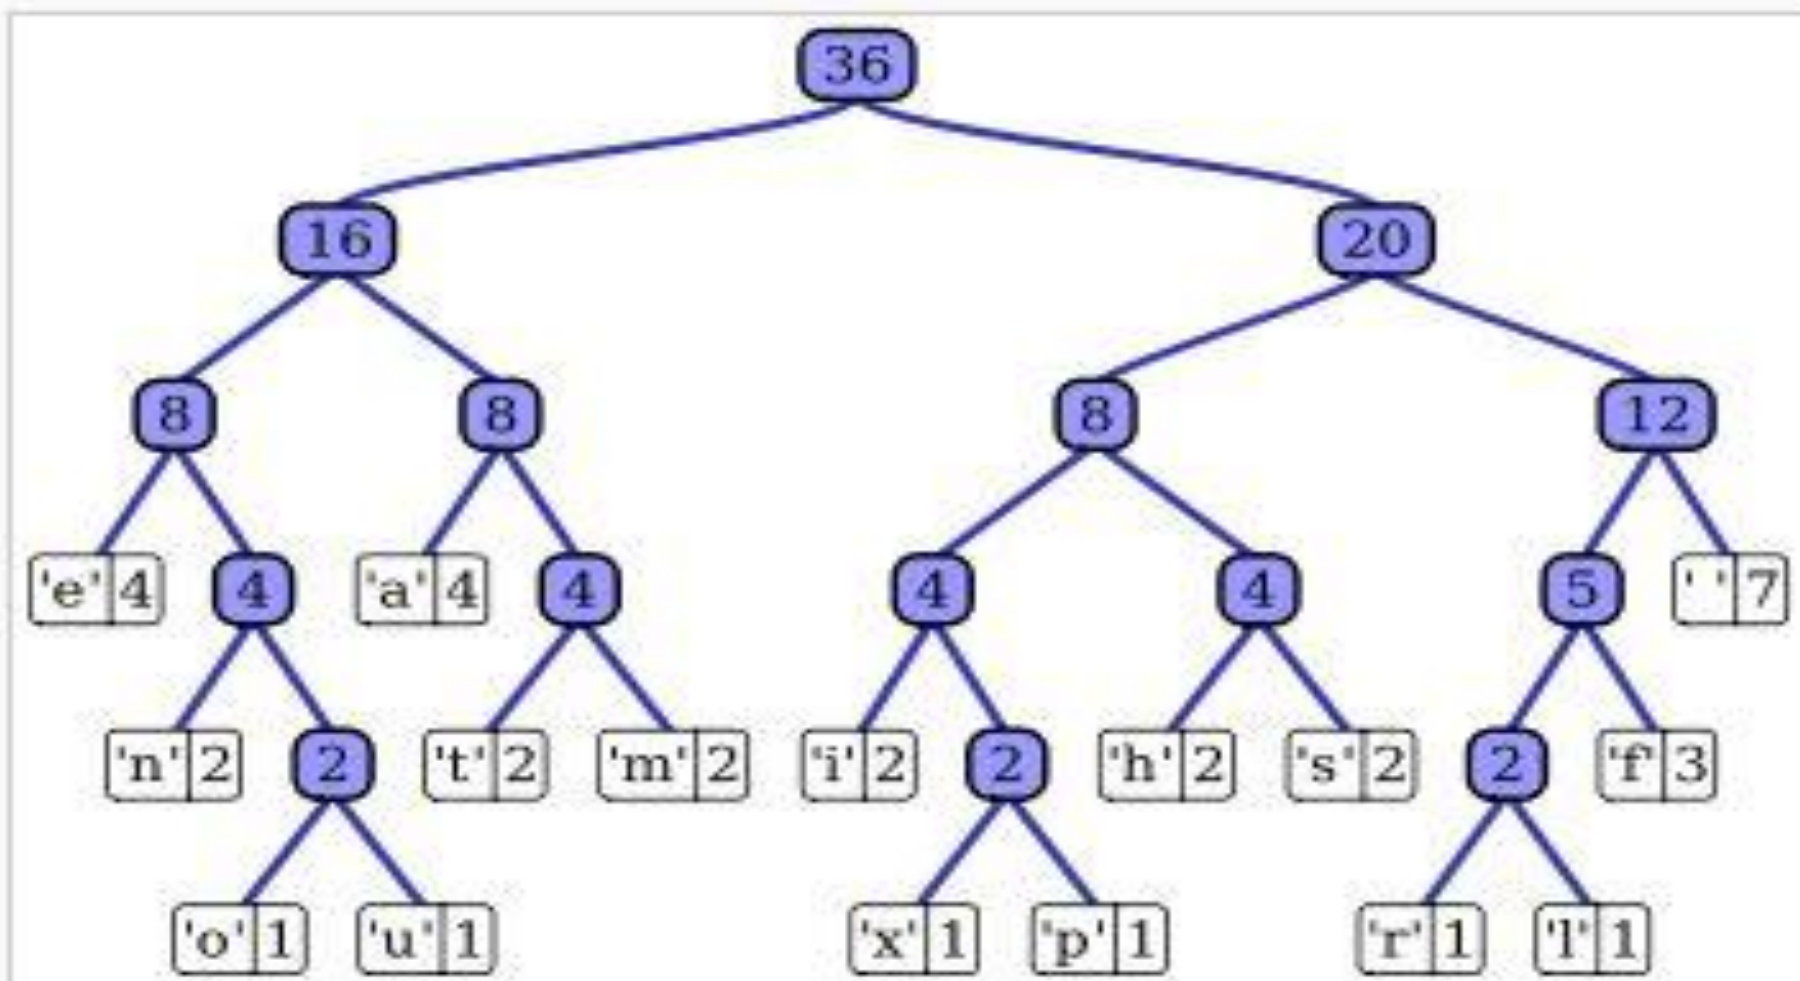 36
16 20
8 8 8 12
'e' 4 4 'a' 4 4 4 4 5 ' ' 7
'n' 2 2 't' 2 'm' 2 'i' 2 2 'h' 2 's' 2 2 'f' 3
'o' 1 'u' 1 'x' 1 'p' 1 'r' 1 'l' 1